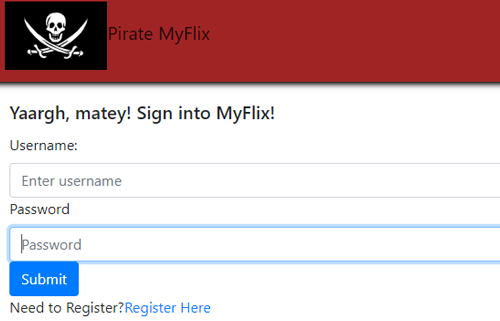 Pirate MyFlix
Yaargh, matey! Sign into MyFlix!
Username:
Enter username
Password
Password
Submit
Need to Register?Register Here